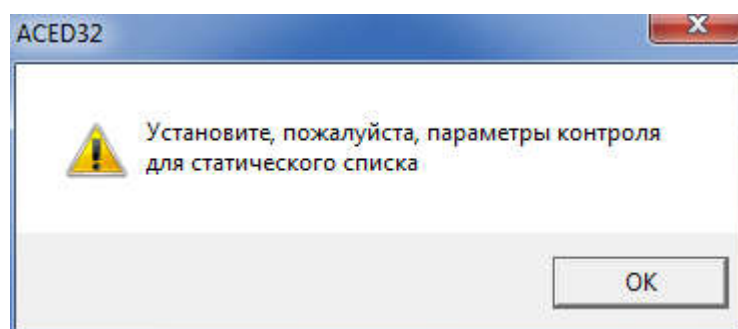 ACED32
Установите, пожалуйста, параметры контроля
для статического списка
OK